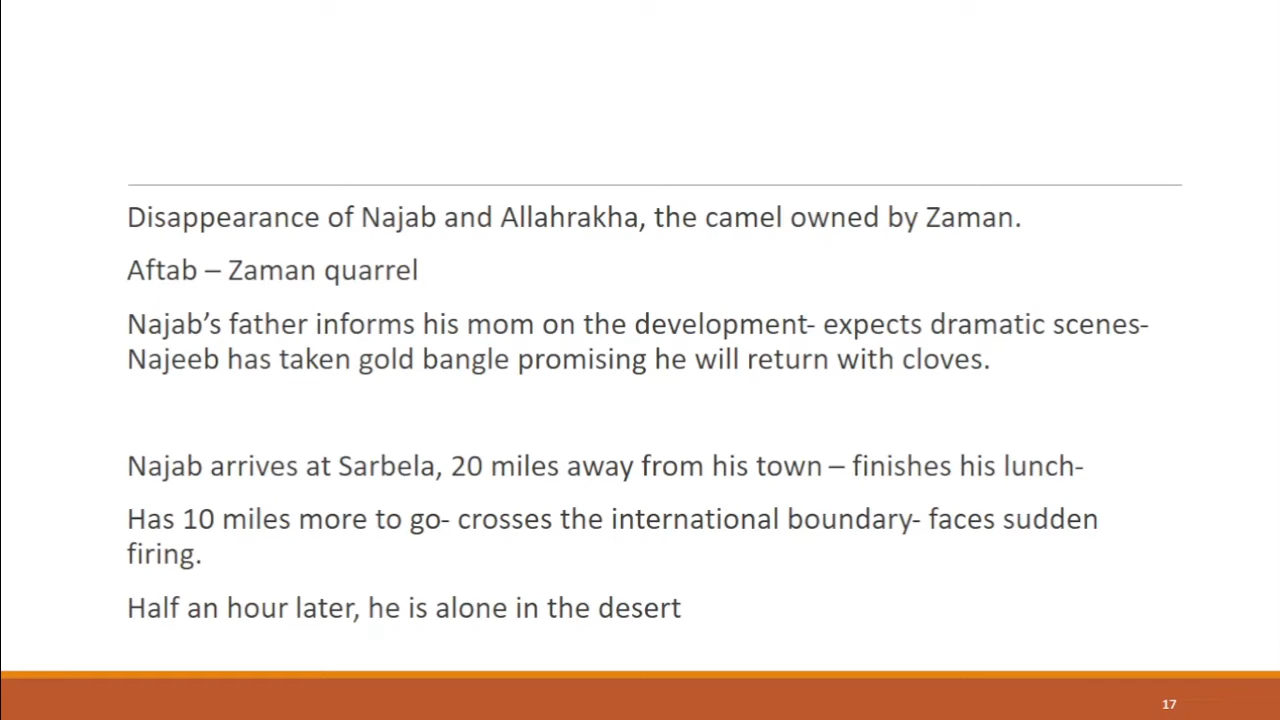 Disappearance of Najab and Allahrakha, the camel owned by Zaman.
Aftab – Zaman quarrel
Najab’s father informs his mom on the development- expects dramatic scenes-
Najeeb has taken gold bangle promising he will return with cloves.
Najab arrives at Sarbela, 20 miles away from his town – finishes his lunch-
Has 10 miles more to go- crosses the international boundary- faces sudden
firing.
Half an hour later, he is alone in the desert
17